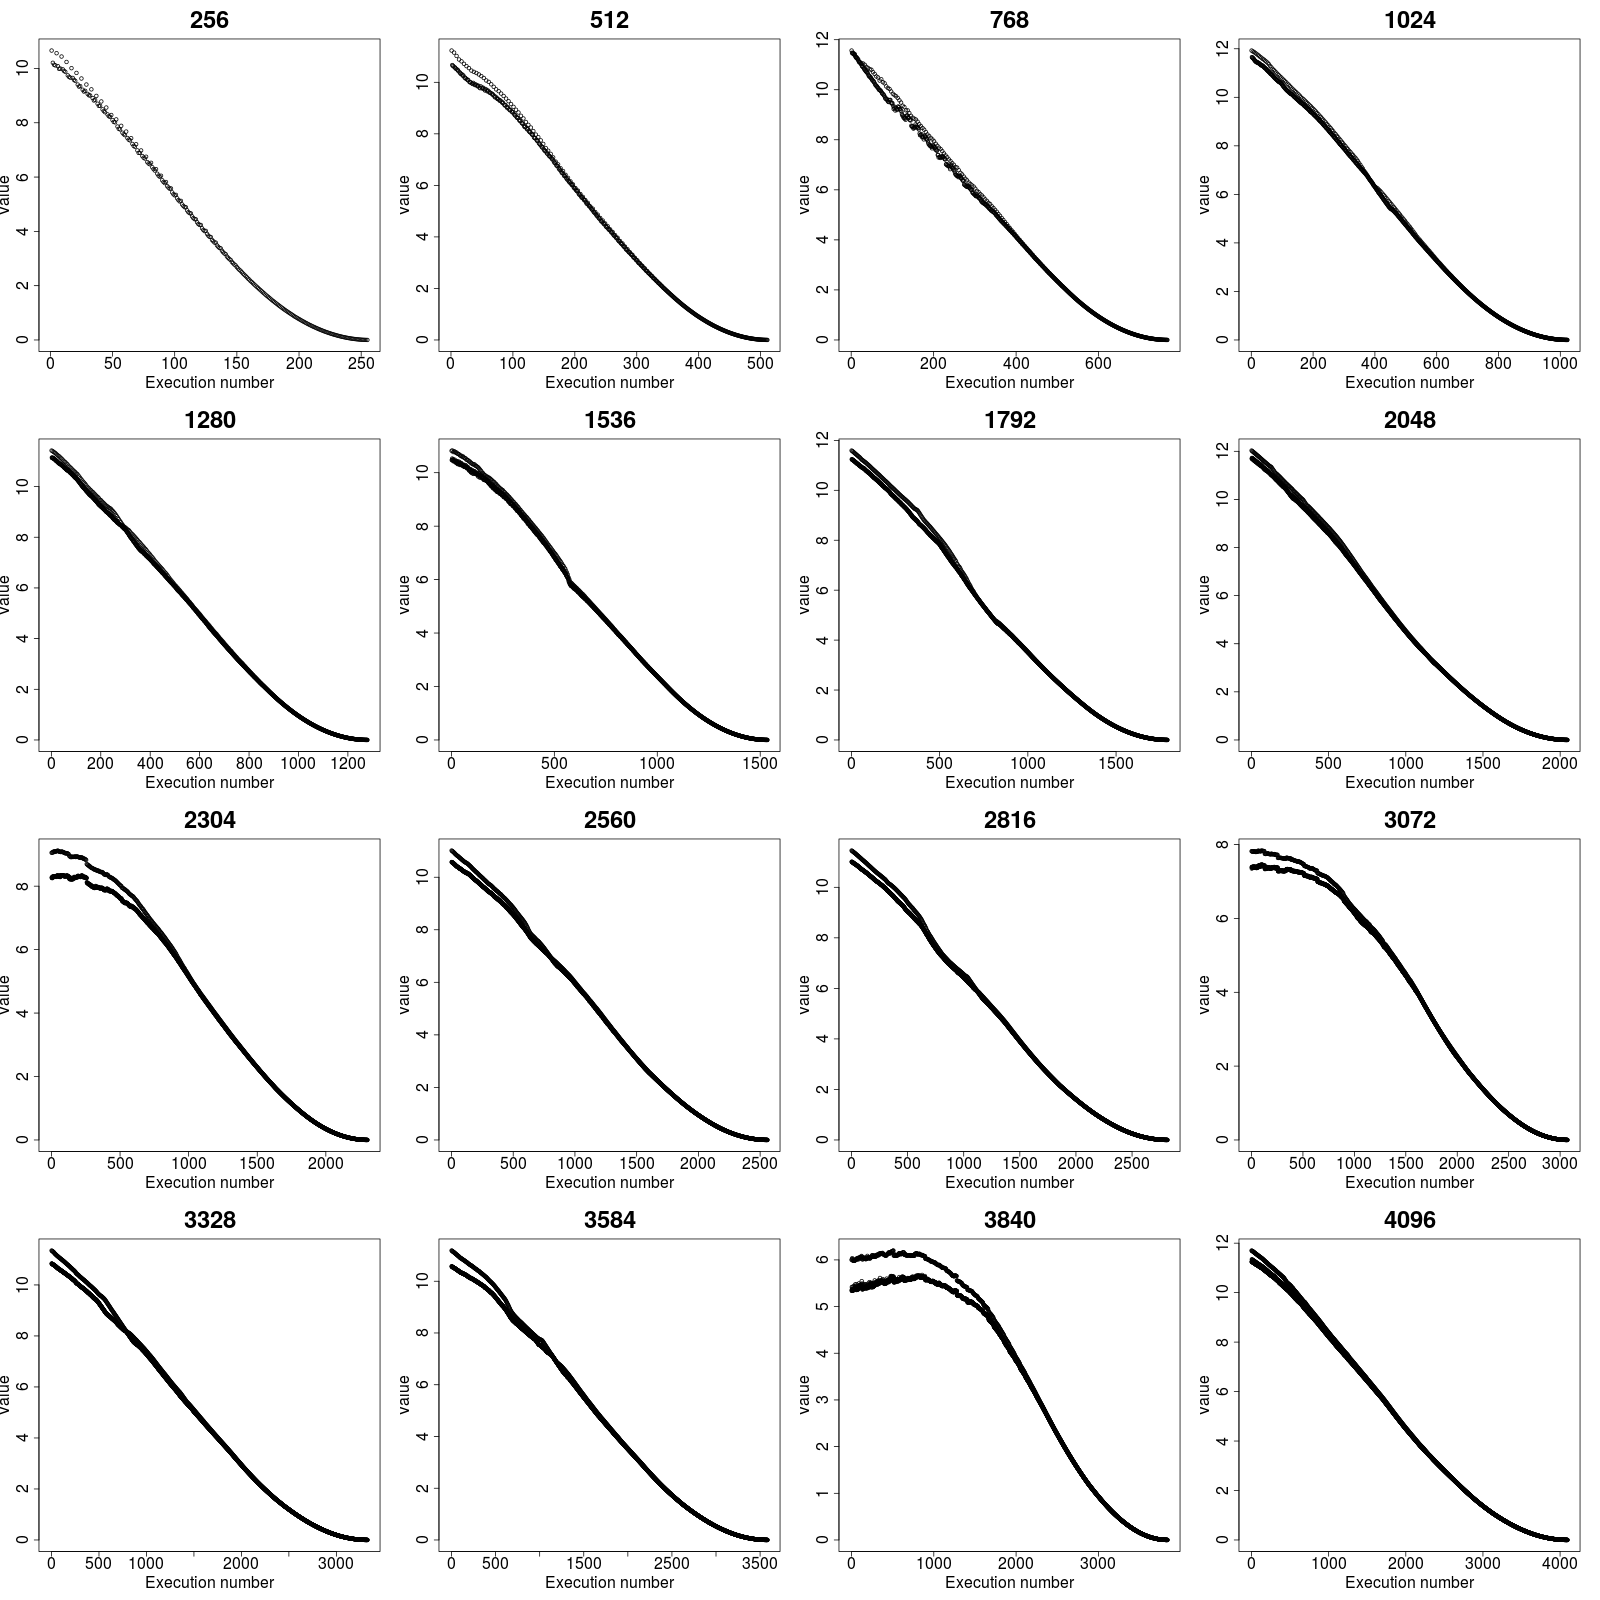 256 512 768 1024
value 0 2 4 6 8 10
value 0 2 4 6 8 10
value 0 2 4 6 8 10 12
value 0 2 4 6 8 10 12
0 50 100 150 200 250
0 100 200 300 400 500
0 200 400 600
0 200 400 600 800 1000
Execution number Execution number Execution number Execution number
1280 1536 1792 2048
value 0 2 4 6 8 10
value 0 2 4 6 8 10
value 0 2 4 6 8 10 12
value 0 2 4 6 8 10 12
0 200 400 600 800 1000 1200
0 500 1000 1500
0 500 1000 1500
0 500 1000 1500 2000
Execution number Execution number Execution number Execution number
2304 2560 2816 3072
value 0 2 4 6 8
value 0 2 4 6 8 10
value 0 2 4 6 8 10
value 0 2 4 6 8
0 500 1000 1500 2000
0 500 1000 1500 2000 2500
0 500 1000 1500 2000 2500
0 500 1000 1500 2000 2500 3000
Execution number Execution number Execution number Execution number
3328 3584 3840 4096
value 0 2 4 6 8 10
value 0 2 4 6 8 10
value 0 1 2 3 4 5 6
value 0 2 4 6 8 10 12
0 500 1000 2000 3000
0 500 1500 2500 3500
0 1000 2000 3000
0 1000 2000 3000 4000
Execution number Execution number Execution number Execution number